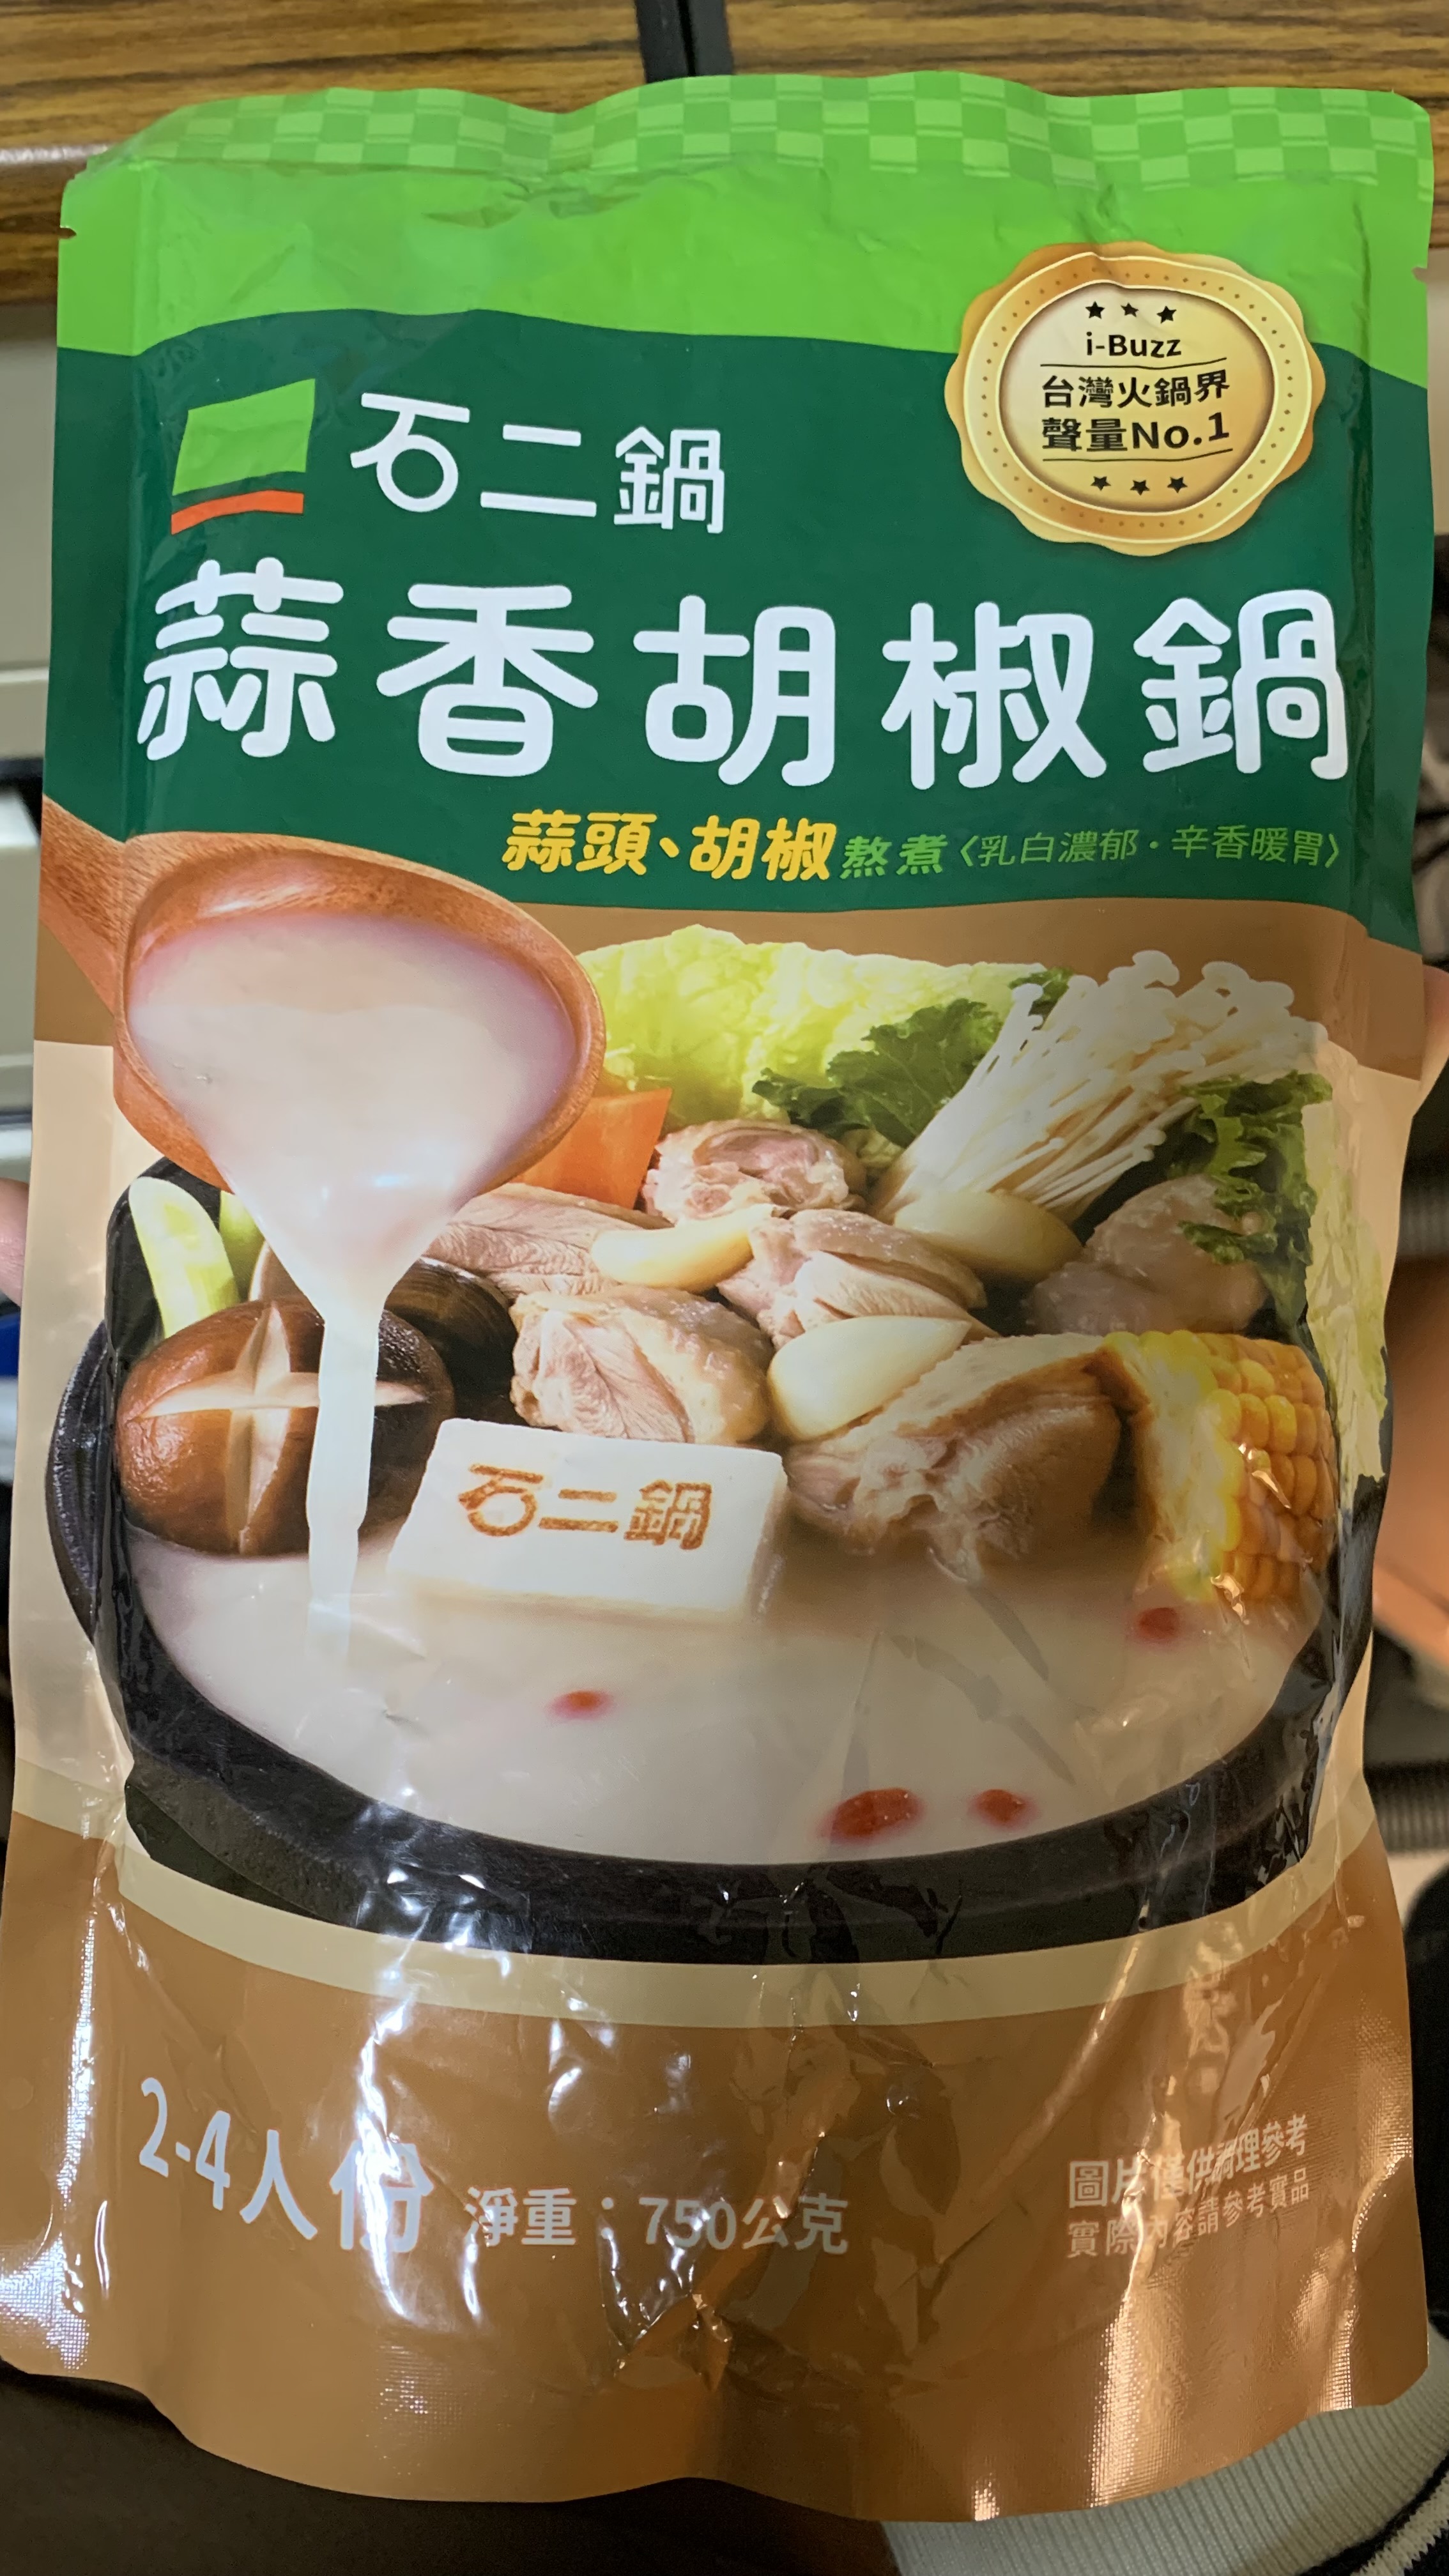 i-Buzz
台灣火鍋界
聲量No.1
石二鍋
蒜香胡椒鍋
蒜頭、胡椒熬煮〈乳白濃郁・辛香暖胃〉
石二鍋
2-4人份 淨重：750公克
圖片僅供調理參考
實際內容請參考實品